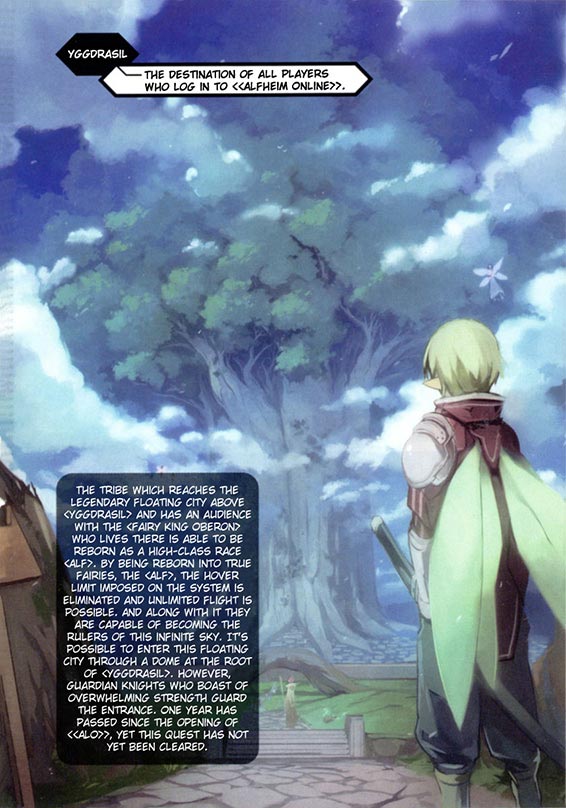 YGGDRASIL
THE DESTINATION OF ALL PLAYERS
WHO LOG IN TO <<ALFHEIM ONLINE>>.
THE TRIBE WHICH REACHES THE
LEGENDARY FLOATING CITY ABOVE
<YGGDRASIL> AND HAS AN AUDIENCE
WITH THE <FAIRY KING OBERON>
WHO LIVES THERE IS ABLE TO BE
REBORN AS A HIGH-CLASS RACE
<ALF>. BY BEING REBORN INTO TRUE
FAIRIES, THE <ALF>, THE HOVER
LIMIT IMPOSED ON THE SYSTEM IS
ELIMINATED AND UNLIMITED FLIGHT IS
POSSIBLE. AND ALONG WITH IT THEY
ARE CAPABLE OF BECOMING THE
RULERS OF THIS INFINITE SKY. IT'S
POSSIBLE TO ENTER THIS FLOATING
CITY THROUGH A DOME AT THE ROOT
OF <YGGDRASIL>. HOWEVER,
GUARDIAN KNIGHTS WHO BOAST OF
OVERWHELMING STRENGTH GUARD
THE ENTRANCE. ONE YEAR HAS
PASSED SINCE THE OPENING OF
<<ALO>>, YET THIS QUEST HAS NOT
YET BEEN CLEARED.